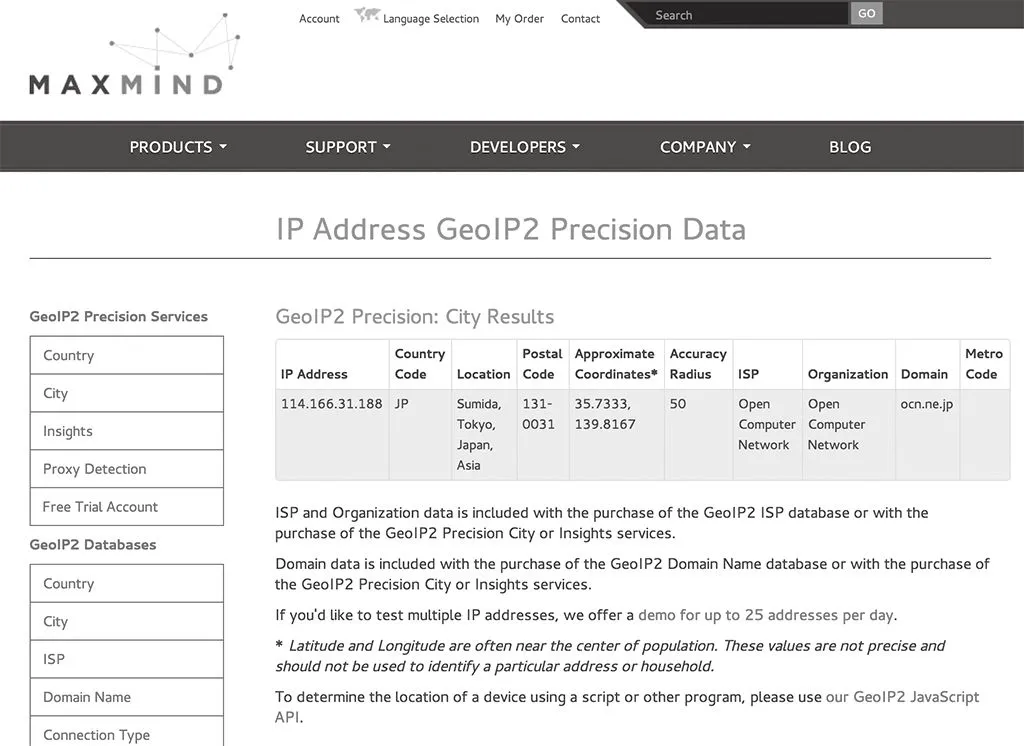 Account Language Selection My Order Contact Search GO
MAXMIND
PRODUCTS SUPPORT DEVELOPERS COMPANY BLOG
IP Address GeoIP2 Precision Data
GeoIP2 Precision Services
Country
City
Insights
Proxy Detection
Free Trial Account
GeoIP2 Databases
Country
City
ISP
Domain Name
Connection Type
GeoIP2 Precision: City Results
IP Address Country Code Location Postal Code Approximate Coordinates* Accuracy Radius ISP Organization Domain Metro Code
114.166.31.188 JP Sumida, Tokyo, Japan, Asia 131-0031 35.7333, 139.8167 50 Open Computer Network Open Computer Network ocn.ne.jp
ISP and Organization data is included with the purchase of the GeoIP2 ISP database or with the
purchase of the GeoIP2 Precision City or Insights services.
Domain data is included with the purchase of the GeoIP2 Domain Name database or with the purchase of
the GeoIP2 Precision City or Insights services.
If you'd like to test multiple IP addresses, we offer a demo for up to 25 addresses per day.
* Latitude and Longitude are often near the center of population. These values are not precise and
should not be used to identify a particular address or household.
To determine the location of a device using a script or other program, please use our GeoIP2 JavaScript
API.